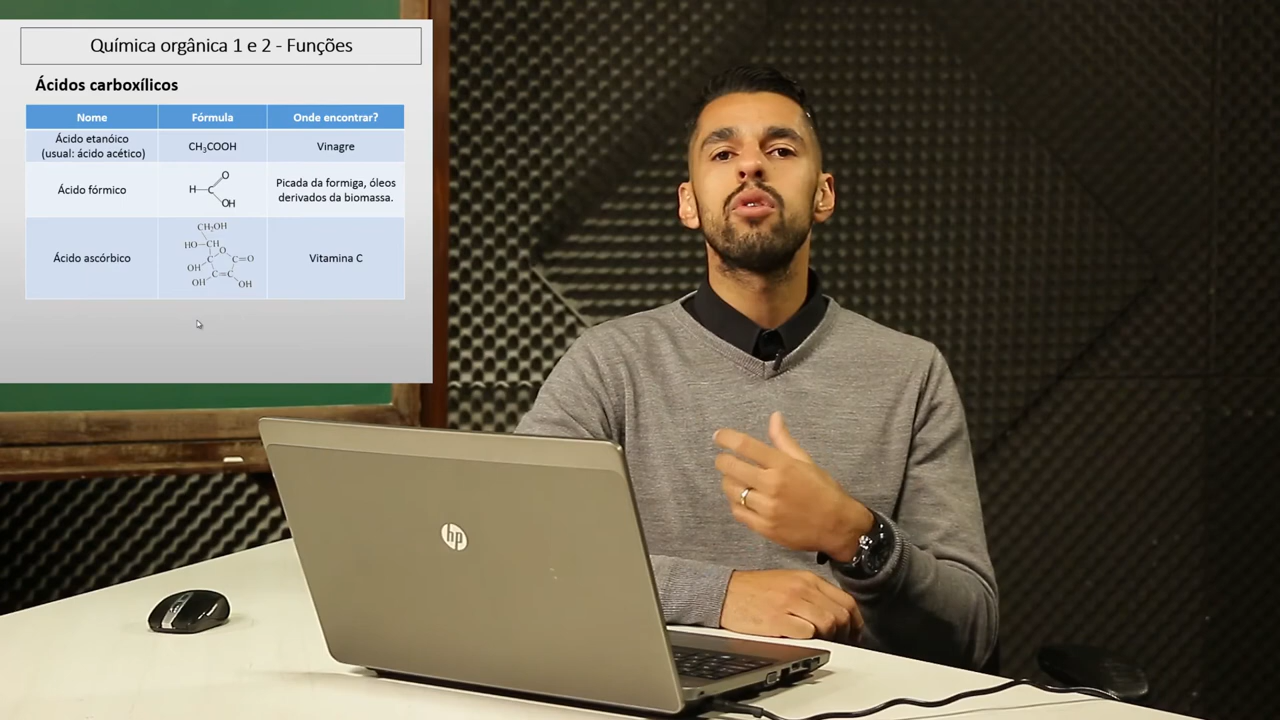 Química orgânica 1 e 2 - Funções
Ácidos carboxílicos
Nome Fórmula Onde encontrar?
Ácido etanóico
(usual: ácido acético)
CH₃COOH
Vinagre
Ácido fórmico
O
H C
OH
Picada da formiga, óleos
derivados da biomassa.
Ácido ascórbico
CH₂OH
HO CH
O
C C=O
OH
C=C
OH OH
Vitamina C
hp